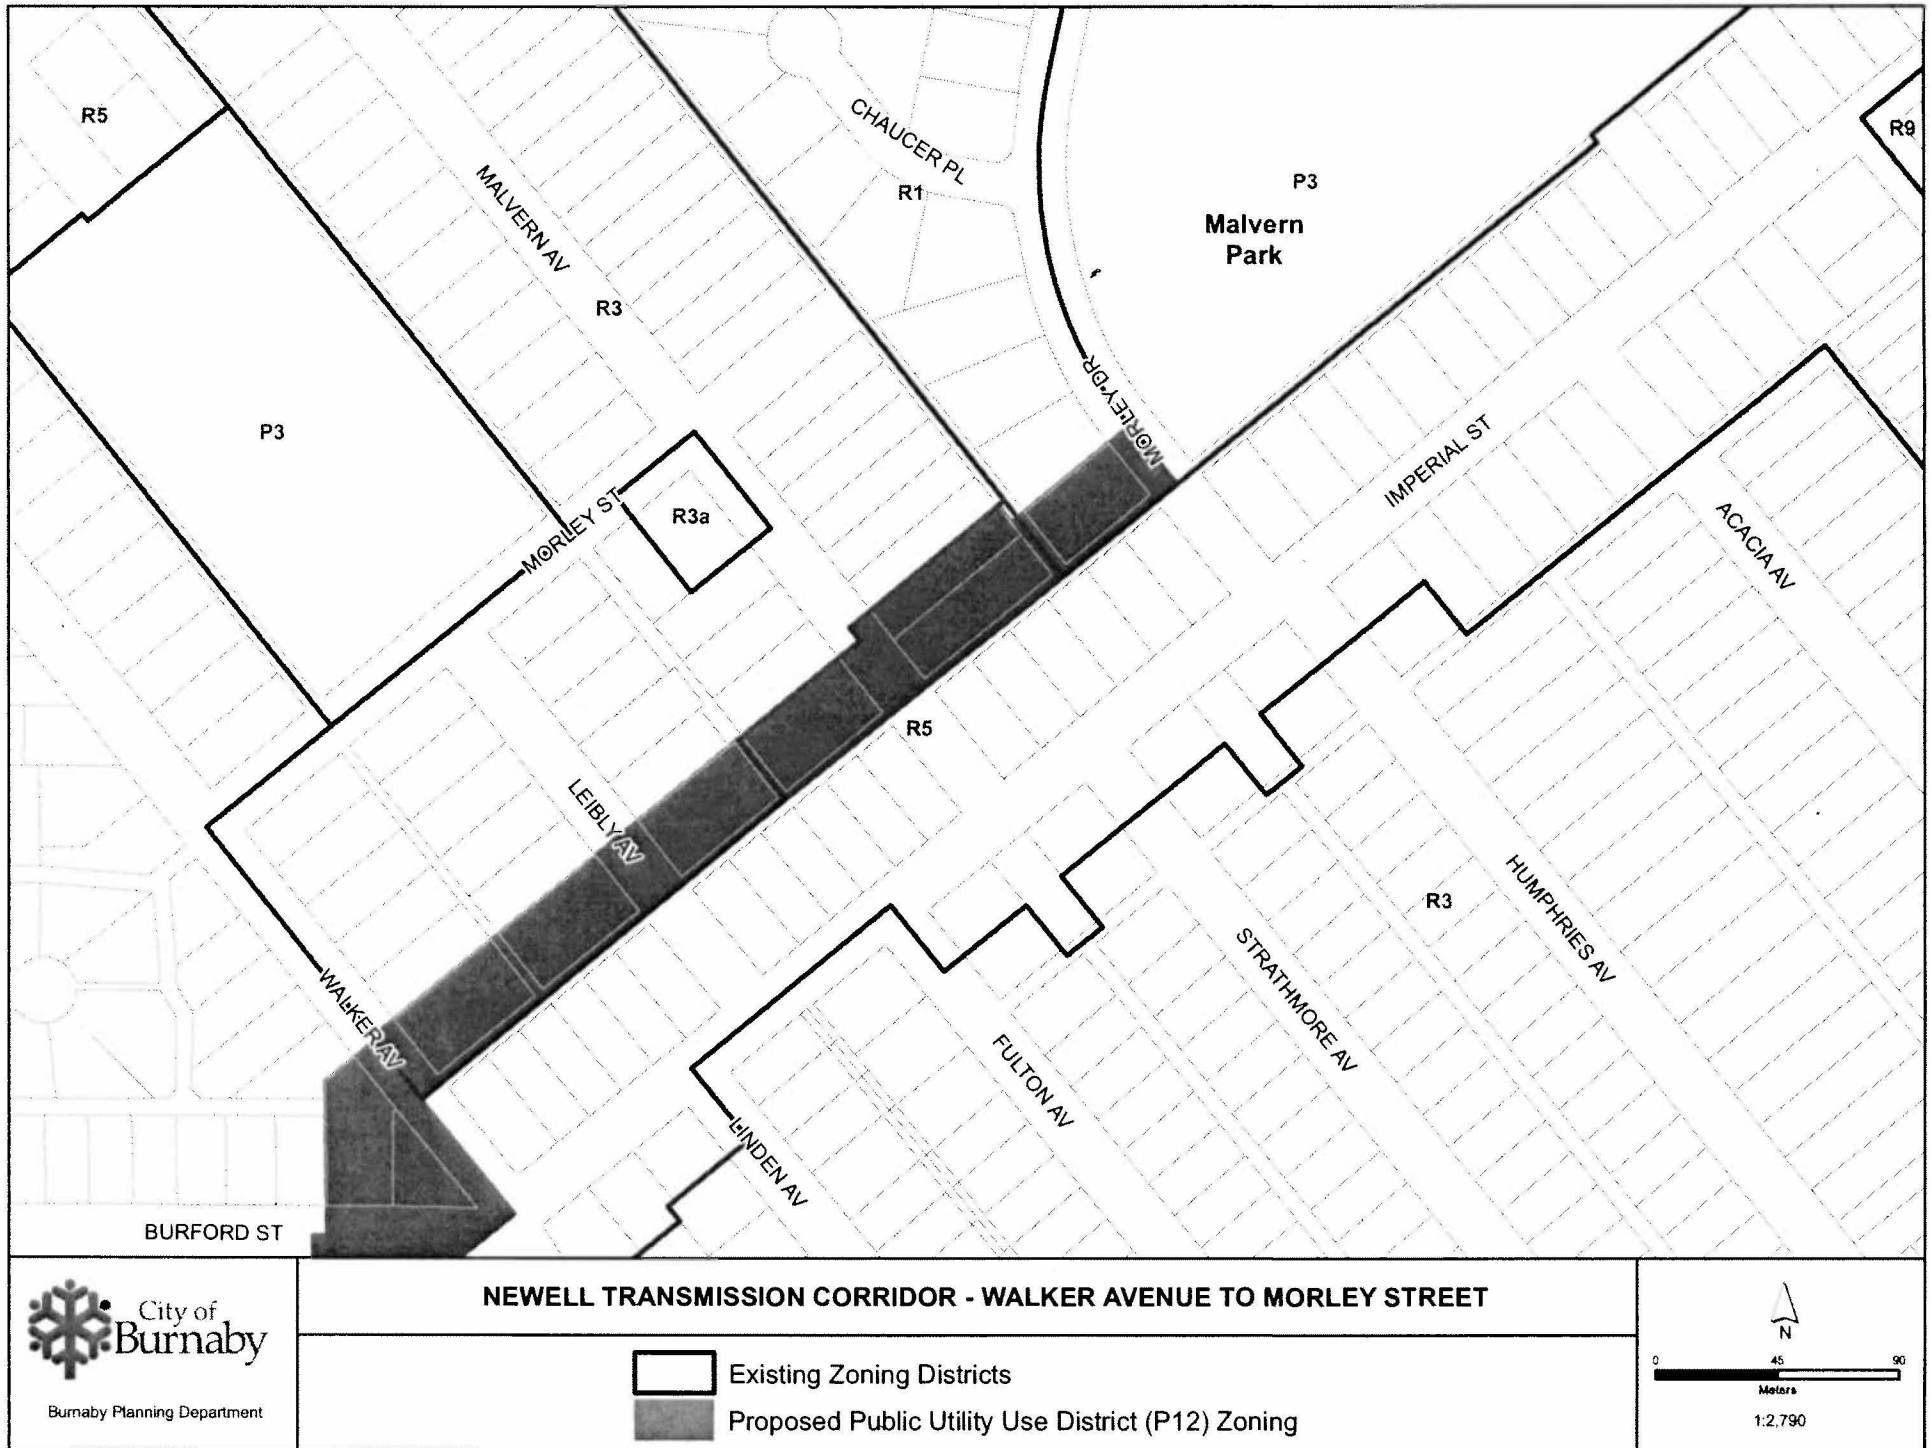 R5
CHAUCER PL
R9
MALVERN AV
R1
P3
Malvern
Park
R3
MORLEY DR
P3
IMPERIAL ST
MORLEY ST
R3a
ACACIA AV
R5
LEIBLY AV
HUMPHRIES AV
R3
STRATHMORE AV
WALKER AV
FULTON AV
LINDEN AV
BURFORD ST
City of
Burnaby
Burnaby Planning Department
NEWELL TRANSMISSION CORRIDOR - WALKER AVENUE TO MORLEY STREET
Existing Zoning Districts
Proposed Public Utility Use District (P12) Zoning
N
0 45 90
Meters
1:2,790